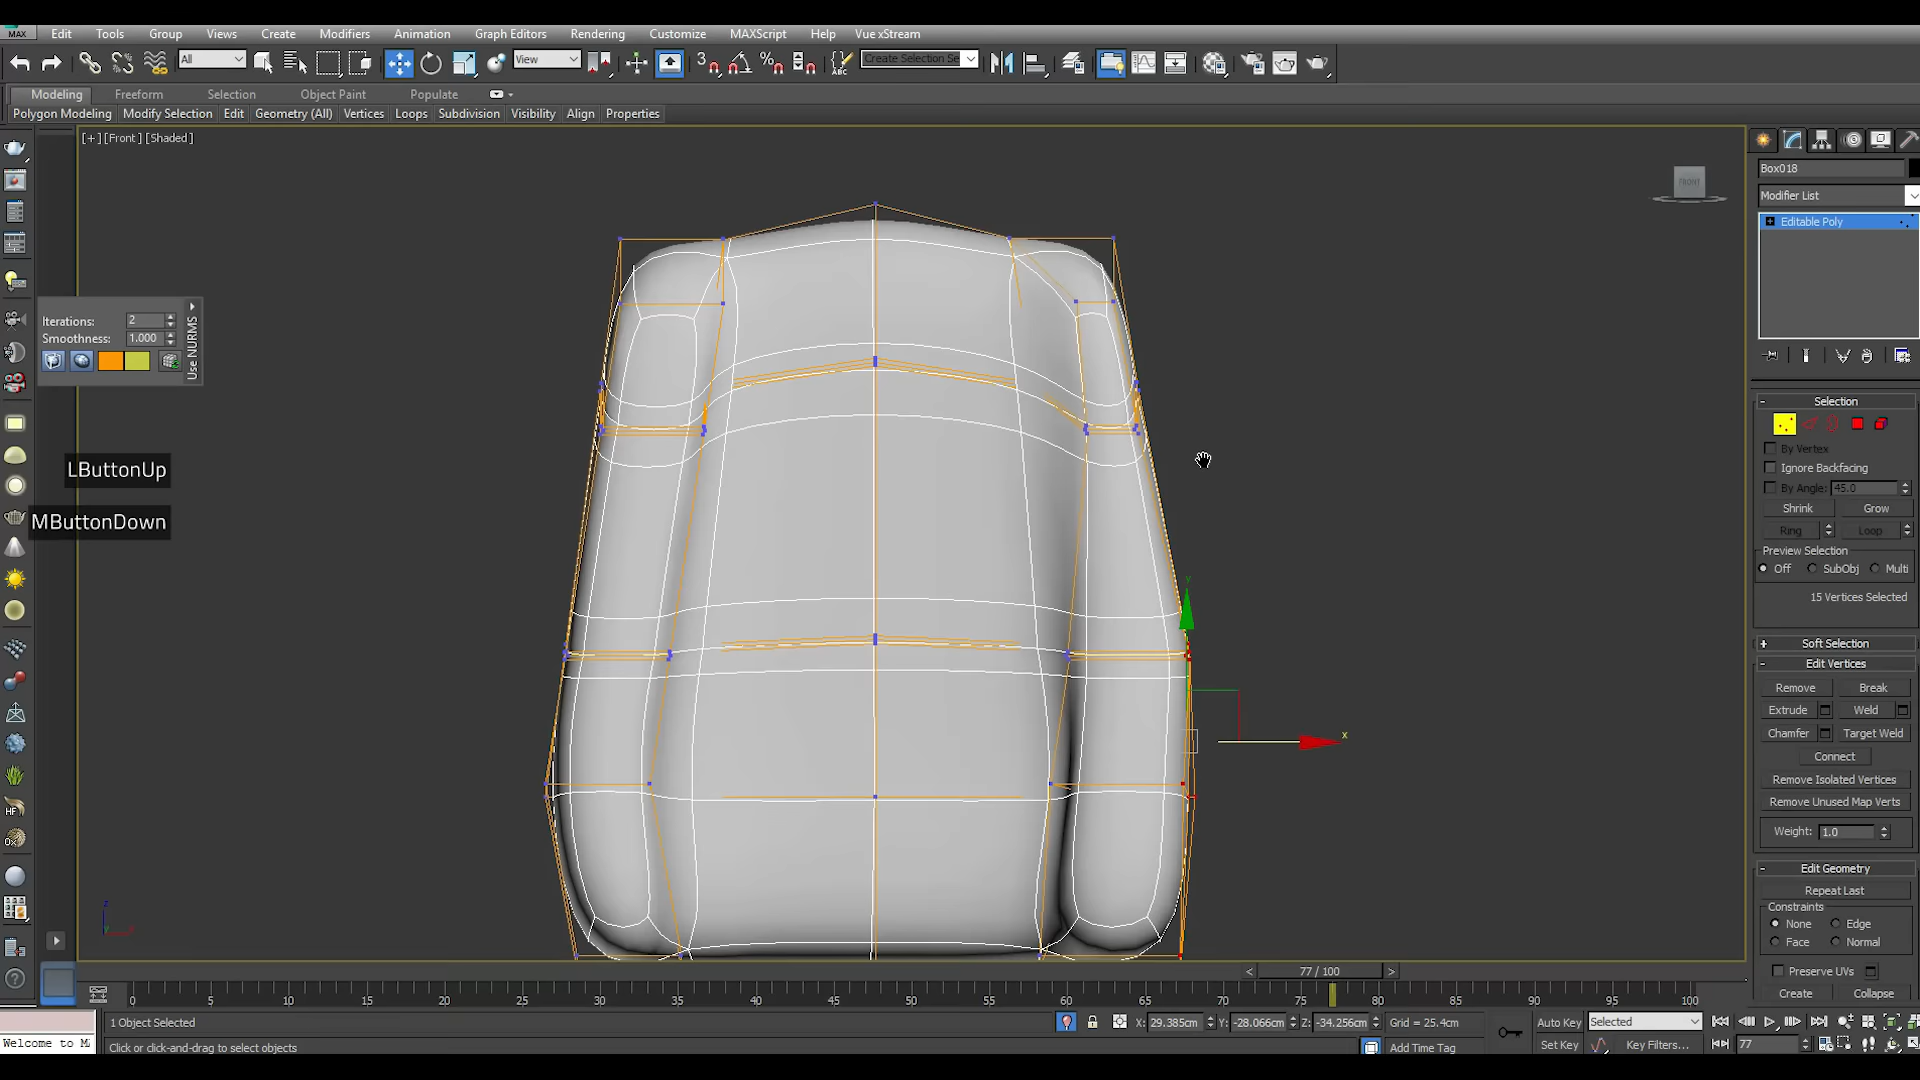 MAX Edit Tools Group Views Create Modifiers Animation Graph Editors Rendering Customize MAXScript Help Vue xStream
All View Create Selection Se
Modeling Freeform Selection Object Paint Populate
Polygon Modeling Modify Selection Edit Geometry (All) Vertices Loops Subdivision Visibility Align Properties
[+] [Front] [Shaded]
FRONT
Box018
Modifier List
Editable Poly
Iterations: 2
Smoothness: 1.000
Use NURMS
LButtonUp
MButtonDown
Selection
By Vertex
Ignore Backfacing
By Angle: 45.0
Shrink Grow
Ring Loop
Preview Selection
Off SubObj Multi
15 Vertices Selected
Soft Selection
Edit Vertices
Remove Break
Extrude Weld
Chamfer Target Weld
Connect
Remove Isolated Vertices
Remove Unused Map Verts
Weight: 1.0
Edit Geometry
Repeat Last
Constraints
None Edge
Face Normal
Preserve UVs
Create Collapse
y
x
z
HF
< 77 / 100 >
0 5 10 15 20 25 30 35 40 45 50 55 60 65 70 75 80 85 90 95 100
1 Object Selected X: 29.385cm Y: -28.066cm Z: -34.256cm Grid = 25.4cm Auto Key Selected
Welcome to Click or click-and-drag to select objects Add Time Tag Set Key Key Filters... 77